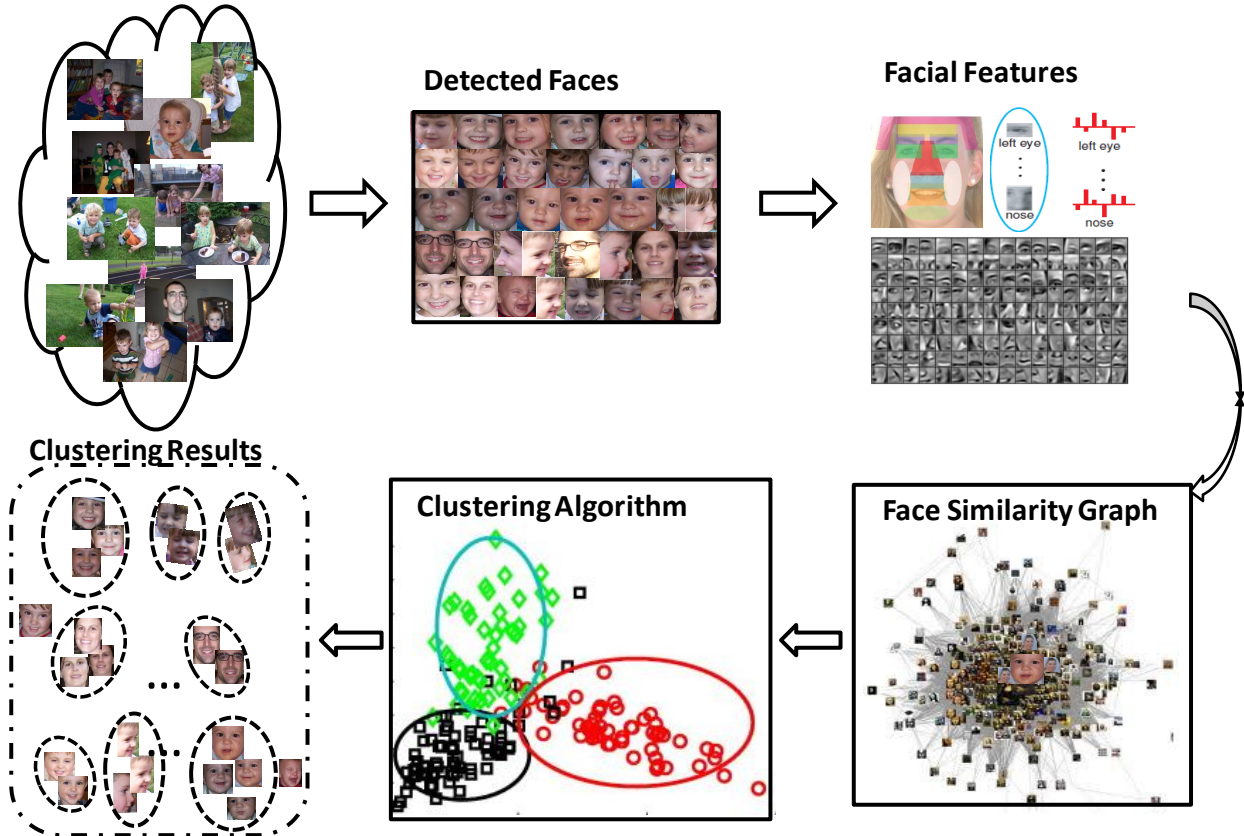 Detected Faces
Facial Features
left eye
left eye
nose
nose
Clustering Results
Clustering Algorithm
Face Similarity Graph
...
...